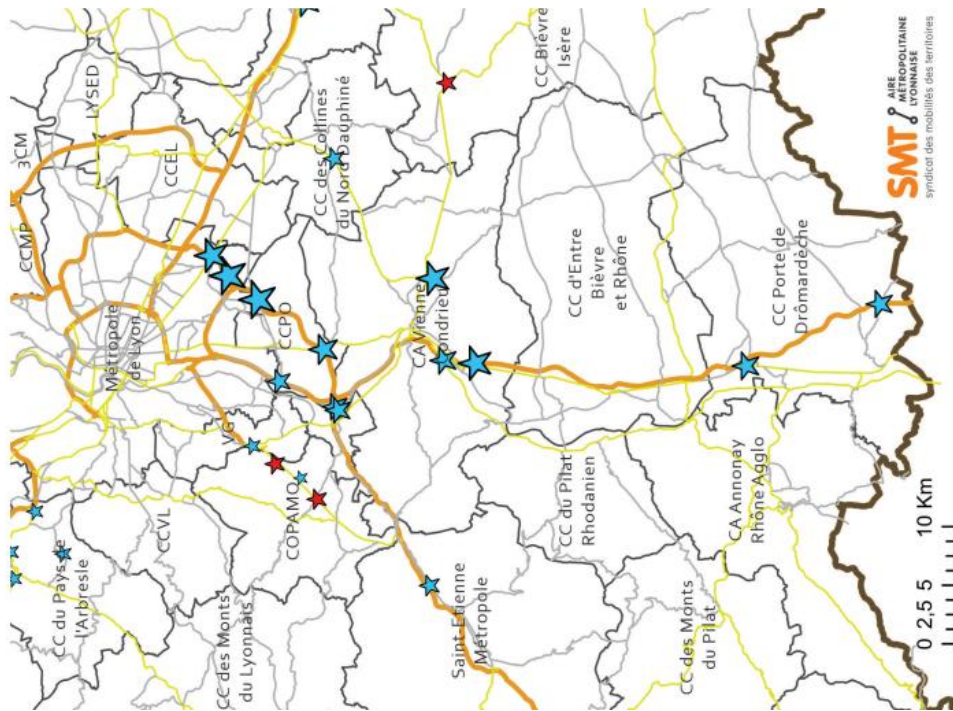 3CM
CCMP
CC du Pays
l'Arbresle
LYSED
Métropole
de Lyon
CCVL
CCEL
CC des Monts
du Lyonnais
CCPO
COPAMO
CC des Collines
du Nord Dauphiné
CA Vienne
Saint-Etienne
Métropole
CC Bièvre
Isère
CC du Pilat
Rhodanien
CC d'Entre
Bièvre
et Rhône
CC des Monts
du Pilat
CA Annonay
Rhône Agglo
CC Porte de
Drômardèche
0 2,5 5 10 Km
SMT
AIRE
MÉTROPOLITAINE
LYONNAISE
syndicat des mobilités des territoires